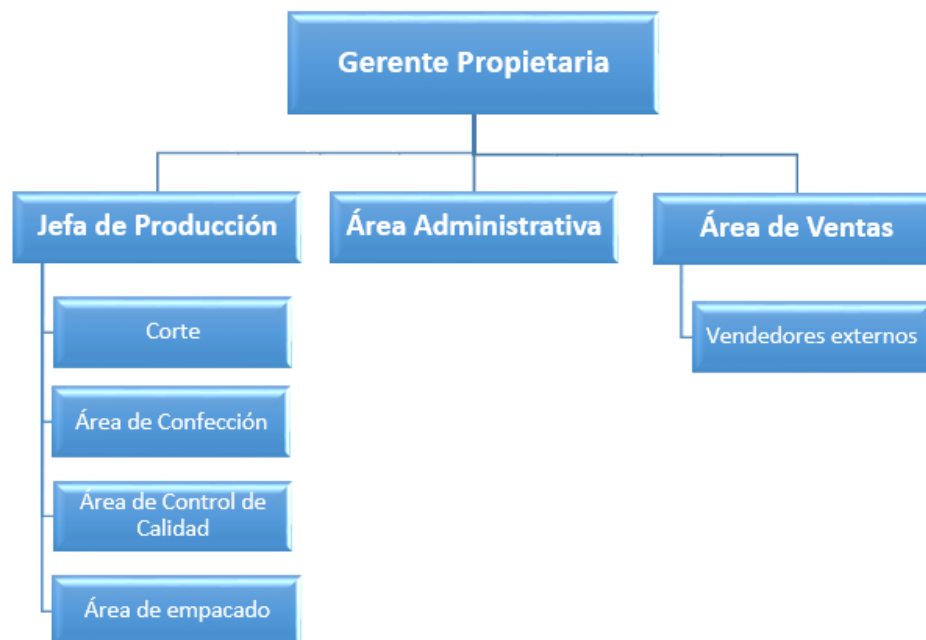 Gerente Propietaria
Jefa de Producción
Área Administrativa
Área de Ventas
Corte
Vendedores externos
Área de Confección
Área de Control de
Calidad
Área de empacado